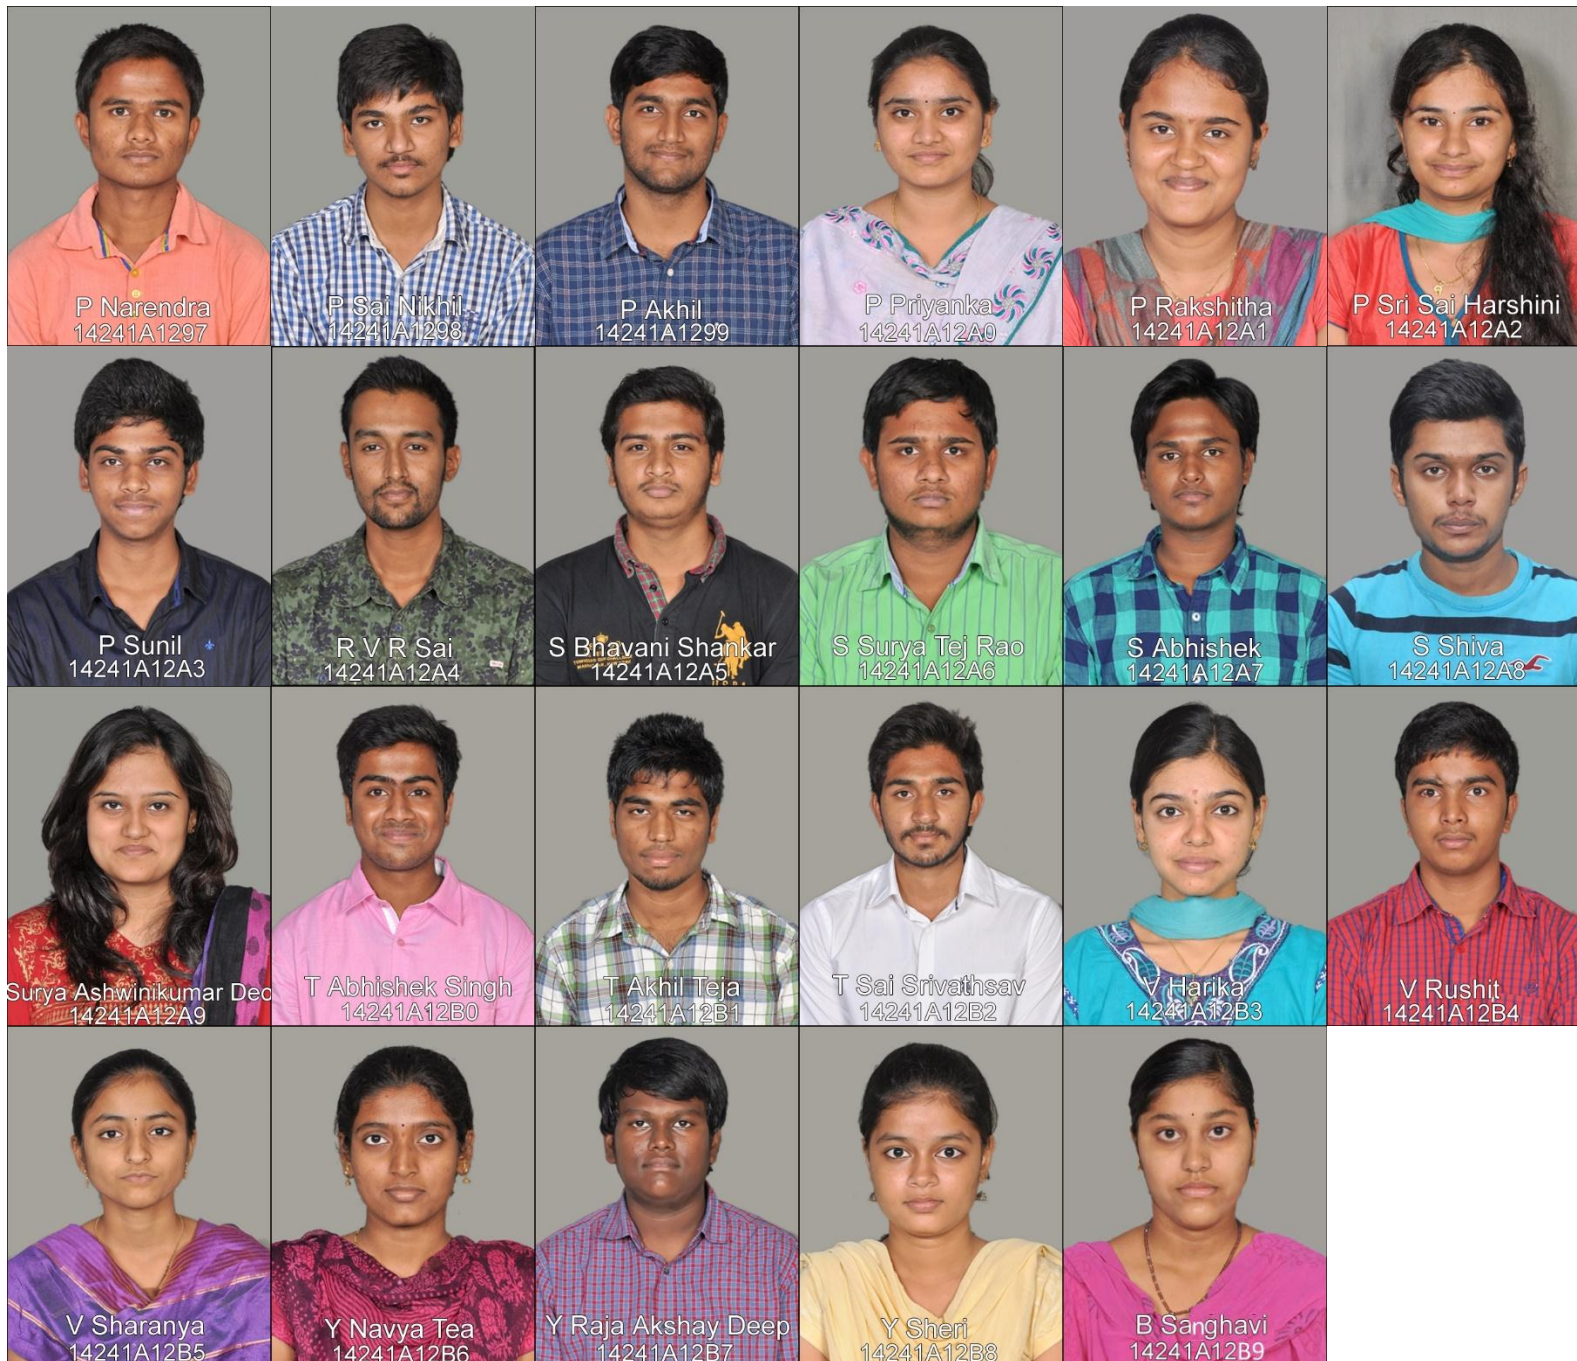 P Narendra
14241A1297
P Sai Nikhil
14241A1298
P Akhil
14241A1299
P Priyanka
14241A12A0
P Rakshitha
14241A12A1
P Sri Sai Harshini
14241A12A2
P Sunil
14241A12A3
R V R Sai
14241A12A4
S Bhavani Shankar
14241A12A5
S Surya Tej Rao
14241A12A6
S Abhishek
14241A12A7
S Shiva
14241A12A8
Surya Ashwinikumar Deo
14241A12A9
T Abhishek Singh
14241A12B0
T Akhil Teja
14241A12B1
T Sai Srivathsav
14241A12B2
V Harika
14241A12B3
V Rushit
14241A12B4
V Sharanya
14241A12B5
Y Navya Tea
14241A12B6
Y Raja Akshay Deep
14241A12B7
Y Sheri
14241A12B8
B Sanghavi
14241A12B9